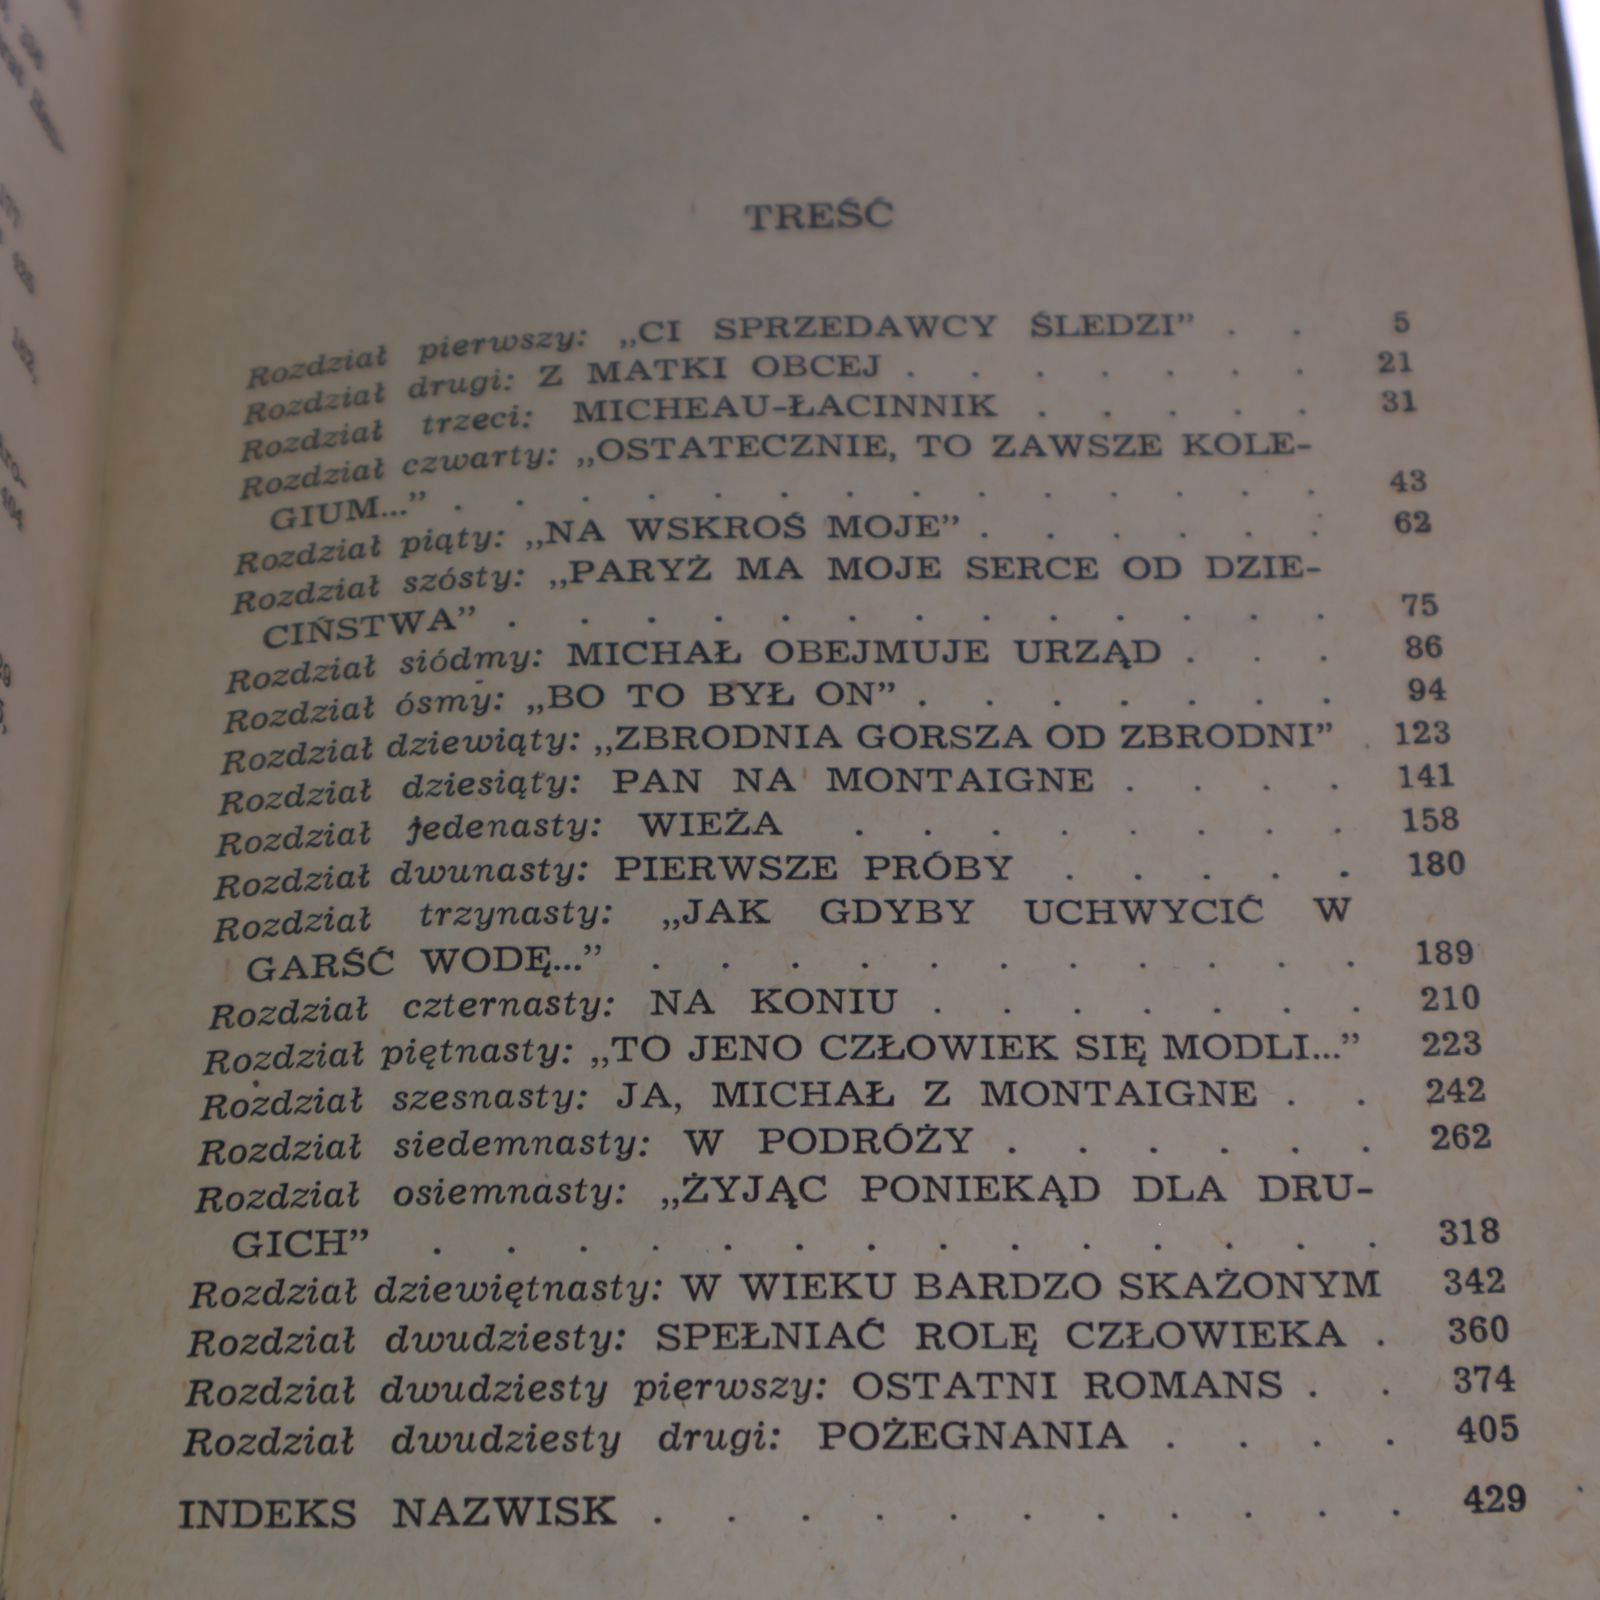 TREŚĆ
Rozdział pierwszy: „CI SPRZEDAWCY ŚLEDZI” . . 5
Rozdział drugi: Z MATKI OBCEJ . . . . . . . 21
Rozdział trzeci: MICHEAU-ŁACINNIK . . . . . 31
Rozdział czwarty: „OSTATECZNIE, TO ZAWSZE KOLE-
GIUM...” . . . . . . . . . . . . . . 43
Rozdział piąty: „NA WSKROŚ MOJE” . . . . . . 62
Rozdział szósty: „PARYŻ MA MOJE SERCE OD DZIE-
CIŃSTWA” . . . . . . . . . . . . . 75
Rozdział siódmy: MICHAŁ OBEJMUJE URZĄD . . . 86
Rozdział ósmy: „BO TO BYŁ ON” . . . . . . . 94
Rozdział dziewiąty: „ZBRODNIA GORSZA OD ZBRODNI” . 123
Rozdział dziesiąty: PAN NA MONTAIGNE . . . . 141
Rozdział jedenasty: WIEŻA . . . . . . . . 158
Rozdział dwunasty: PIERWSZE PRÓBY . . . . . 180
Rozdział trzynasty: „JAK GDYBY UCHWYCIĆ W
GARŚĆ WODĘ...” . . . . . . . . . . . 189
Rozdział czternasty: NA KONIU . . . . . . . 210
Rozdział piętnasty: „TO JENO CZŁOWIEK SIĘ MODLI...” 223
Rozdział szesnasty: JA, MICHAŁ Z MONTAIGNE . . 242
Rozdział siedemnasty: W PODRÓŻY . . . . . . 262
Rozdział osiemnasty: „ŻYJĄC PONIEKĄD DLA DRU-
GICH” . . . . . . . . . . . . . . 318
Rozdział dziewiętnasty: W WIEKU BARDZO SKAŻONYM 342
Rozdział dwudziesty: SPEŁNIAĆ ROLĘ CZŁOWIEKA . 360
Rozdział dwudziesty pierwszy: OSTATNI ROMANS . . 374
Rozdział dwudziesty drugi: POŻEGNANIA . . . . 405
INDEKS NAZWISK . . . . . . . . . . . 429